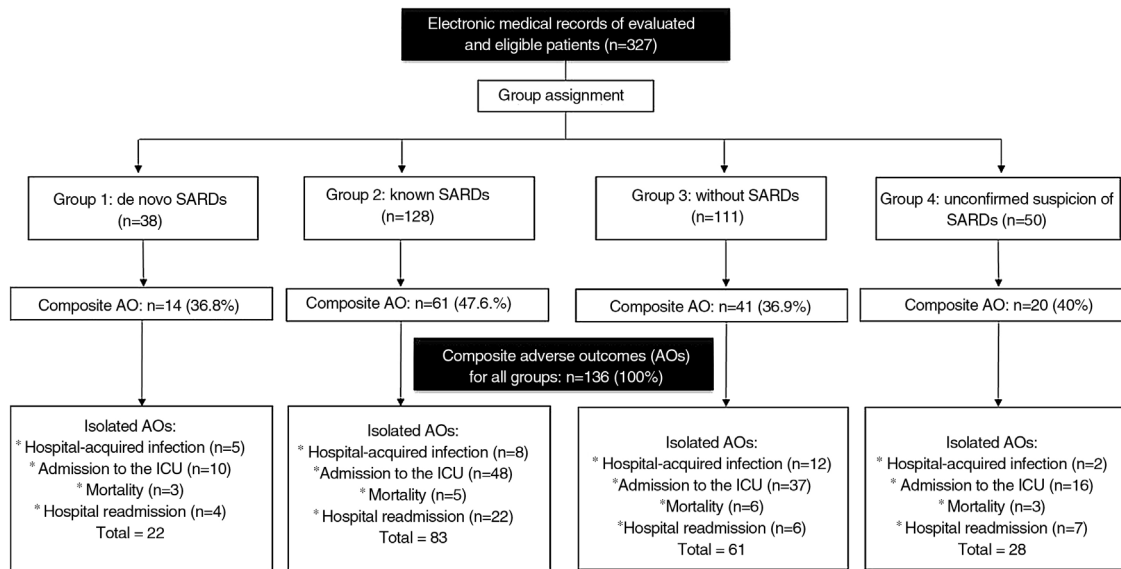 Electronic medical records of evaluated
and eligible patients (n=327)
Group assignment
Group 1: de novo SARDs
(n=38)
Group 2: known SARDs
(n=128)
Group 3: without SARDs
(n=111)
Group 4: unconfirmed suspicion of
SARDs (n=50)
Composite AO: n=14 (36.8%)
Composite AO: n=61 (47.6.%)
Composite AO: n=41 (36.9%)
Composite AO: n=20 (40%)
Composite adverse outcomes (AOs)
for all groups: n=136 (100%)
Isolated AOs:
* Hospital-acquired infection (n=5)
* Admission to the ICU (n=10)
* Mortality (n=3)
* Hospital readmission (n=4)
Total = 22
Isolated AOs:
* Hospital-acquired infection (n=8)
*Admission to the ICU (n=48)
* Mortality (n=5)
* Hospital readmission (n=22)
Total = 83
Isolated AOs:
* Hospital-acquired infection (n=12)
*Admission to the ICU (n=37)
*Mortality (n=6)
*Hospital readmission (n=6)
Total = 61
Isolated AOs:
* Hospital-acquired infection (n=2)
* Admission to the ICU (n=16)
* Mortality (n=3)
* Hospital readmission (n=7)
Total = 28